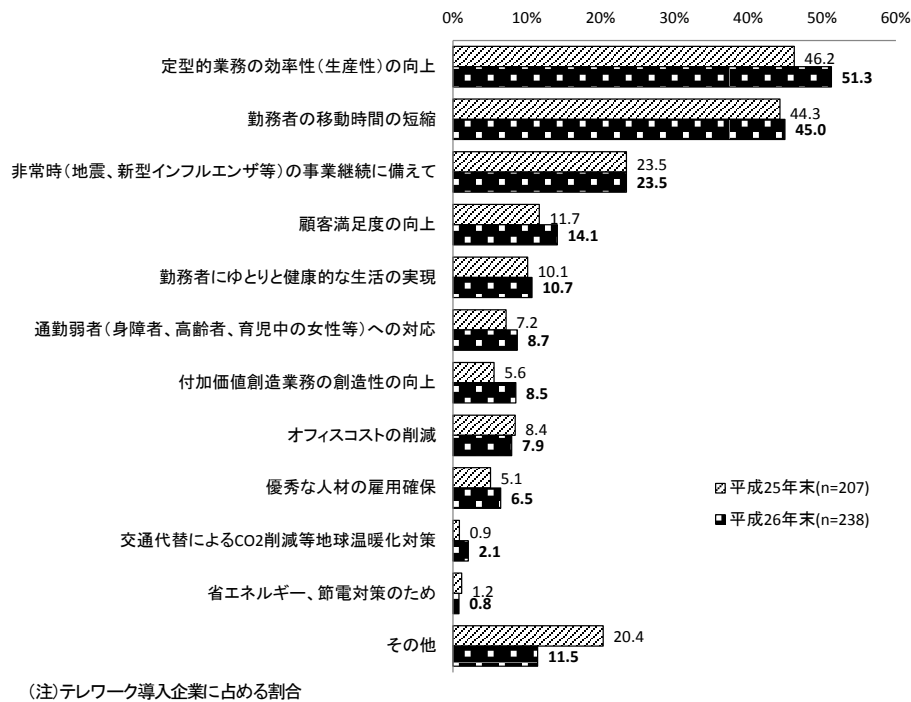 0% 10% 20% 30% 40% 50% 60%
定型的業務の効率性(生産性)の向上 46.2
51.3
勤務者の移動時間の短縮 44.3
45.0
非常時(地震、新型インフルエンザ等)の事業継続に備えて 23.5
23.5
顧客満足度の向上 11.7
14.1
勤務者にゆとりと健康的な生活の実現 10.1
10.7
通勤弱者(身障者、高齢者、育児中の女性等)への対応 7.2
8.7
付加価値創造業務の創造性の向上 5.6
8.5
オフィスコストの削減 8.4
7.9
優秀な人材の雇用確保 5.1
6.5
平成25年末(n=207)
平成26年末(n=238)
交通代替によるCO2削減等地球温暖化対策 0.9
2.1
省エネルギー、節電対策のため 1.2
0.8
その他 20.4
11.5
(注)テレワーク導入企業に占める割合